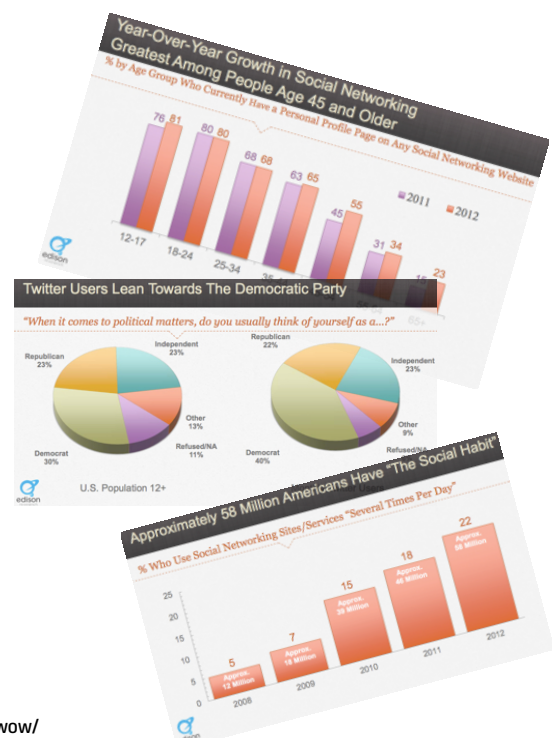 Year-Over-Year Growth in Social Networking
Greatest Among People Age 45 and Older
% by Age Group Who Currently Have a Personal Profile Page on Any Social Networking Website
76 81
80 80
68 68
63 65
45 55
31 34
23
2011
2012
12-17
18-24
25-34
65+
edison
Twitter Users Lean Towards The Democratic Party
“When it comes to political matters, do you usually think of yourself as a...?”
Republican
23%
Independent
23%
Other
13%
Refused/NA
11%
Democrat
30%
U.S. Population 12+
Republican
22%
Independent
23%
Other
9%
Refused/NA
Democrat
40%
edison
Approximately 58 Million Americans Have “The Social Habit”
% Who Use Social Networking Sites/Services “Several Times Per Day”
25
20
15
10
5
0
5
Approx.
12 Million
7
Approx.
18 Million
15
Approx.
39 Million
18
Approx.
46 Million
22
Approx.
58 Million
2008
2009
2010
2011
2012
wow/